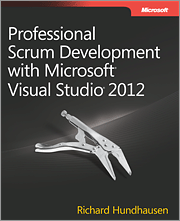 Microsoft
Professional
Scrum Development
with Microsoft®
Visual Studio® 2012
Richard Hundhausen